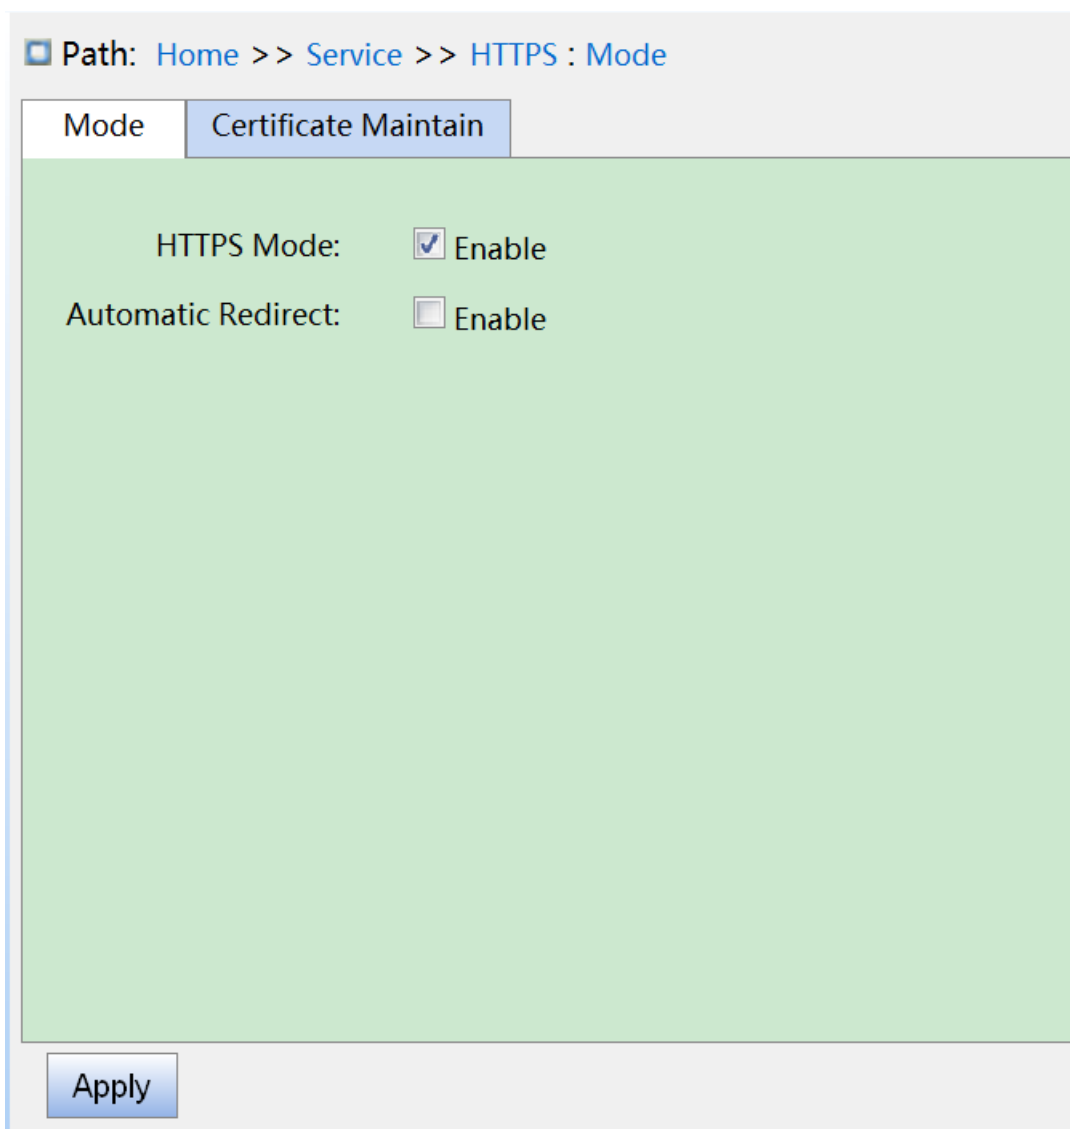 Path: Home >> Service >> HTTPS : Mode
Mode Certificate Maintain
HTTPS Mode: Enable
Automatic Redirect: Enable
Apply